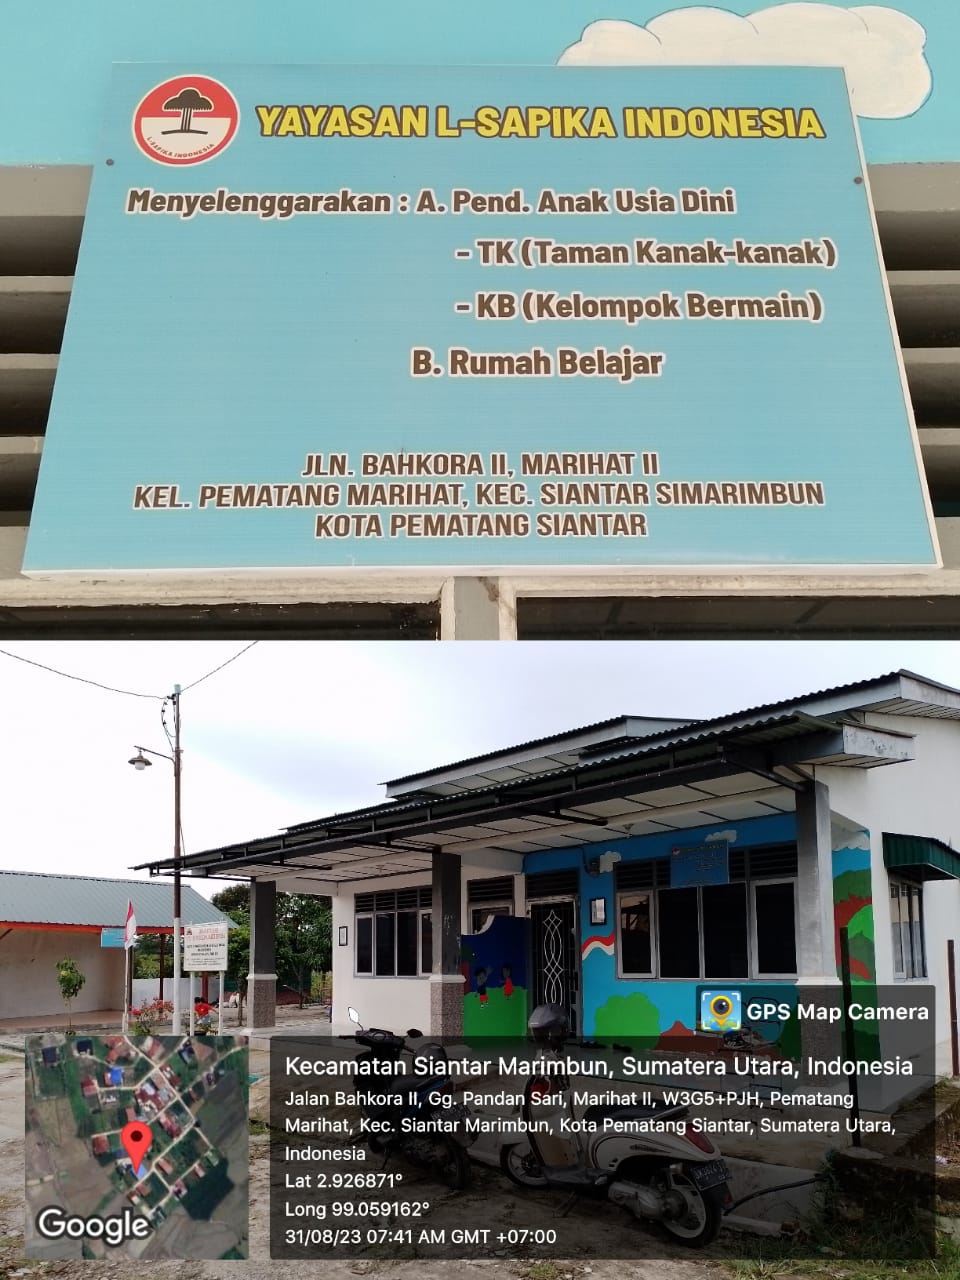 YAYASAN L-SAPIKA INDONESIA
L-SAPIKA INDONESIA
Menyelenggarakan : A. Pend. Anak Usia Dini
- TK (Taman Kanak-kanak)
- KB (Kelompok Bermain)
B. Rumah Belajar
JLN. BAHKORA II, MARIHAT II
KEL. PEMATANG MARIHAT, KEC. SIANTAR SIMARIMBUN
KOTA PEMATANG SIANTAR
GPS Map Camera
Kecamatan Siantar Marimbun, Sumatera Utara, Indonesia
Jalan Bahkora II, Gg. Pandan Sari, Marihat II, W3G5+PJH, Pematang
Marihat, Kec. Siantar Marimbun, Kota Pematang Siantar, Sumatera Utara,
Indonesia
Lat 2.926871°
Long 99.059162°
31/08/23 07:41 AM GMT +07:00
Google